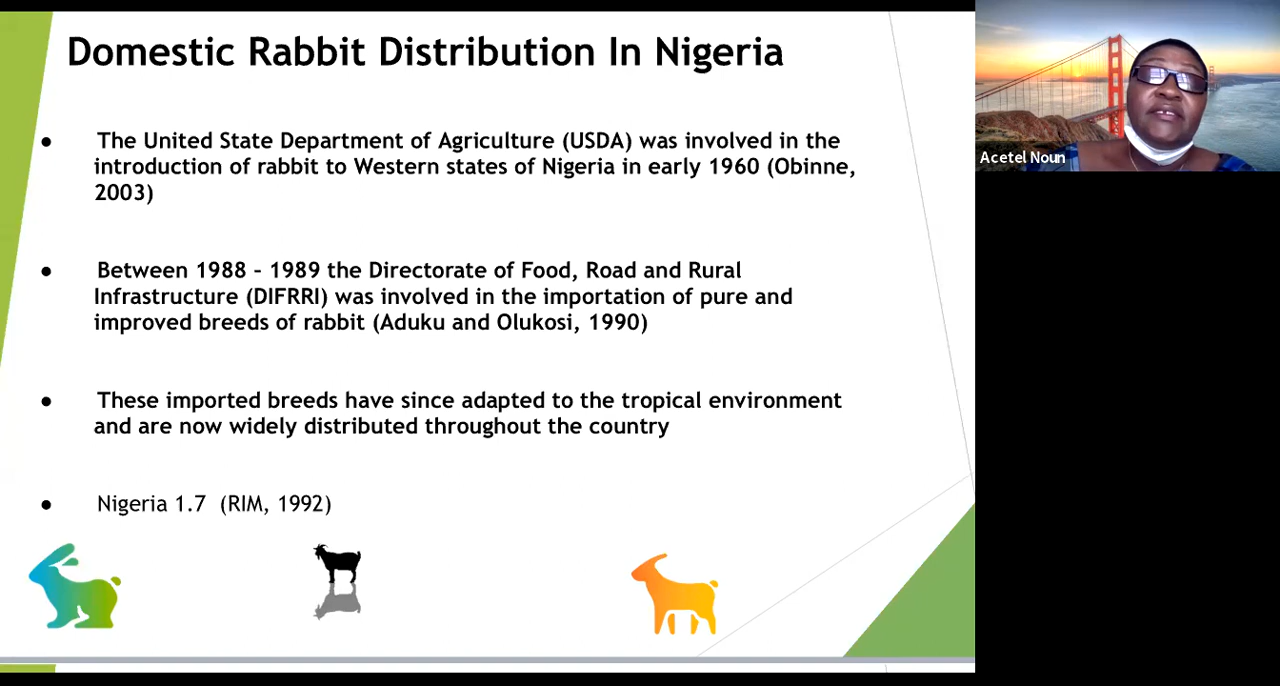 Domestic Rabbit Distribution In Nigeria
● The United State Department of Agriculture (USDA) was involved in the
introduction of rabbit to Western states of Nigeria in early 1960 (Obinne,
2003)
● Between 1988 – 1989 the Directorate of Food, Road and Rural
Infrastructure (DIFRRI) was involved in the importation of pure and
improved breeds of rabbit (Aduku and Olukosi, 1990)
● These imported breeds have since adapted to the tropical environment
and are now widely distributed throughout the country
● Nigeria 1.7 (RIM, 1992)
Acetel Noun